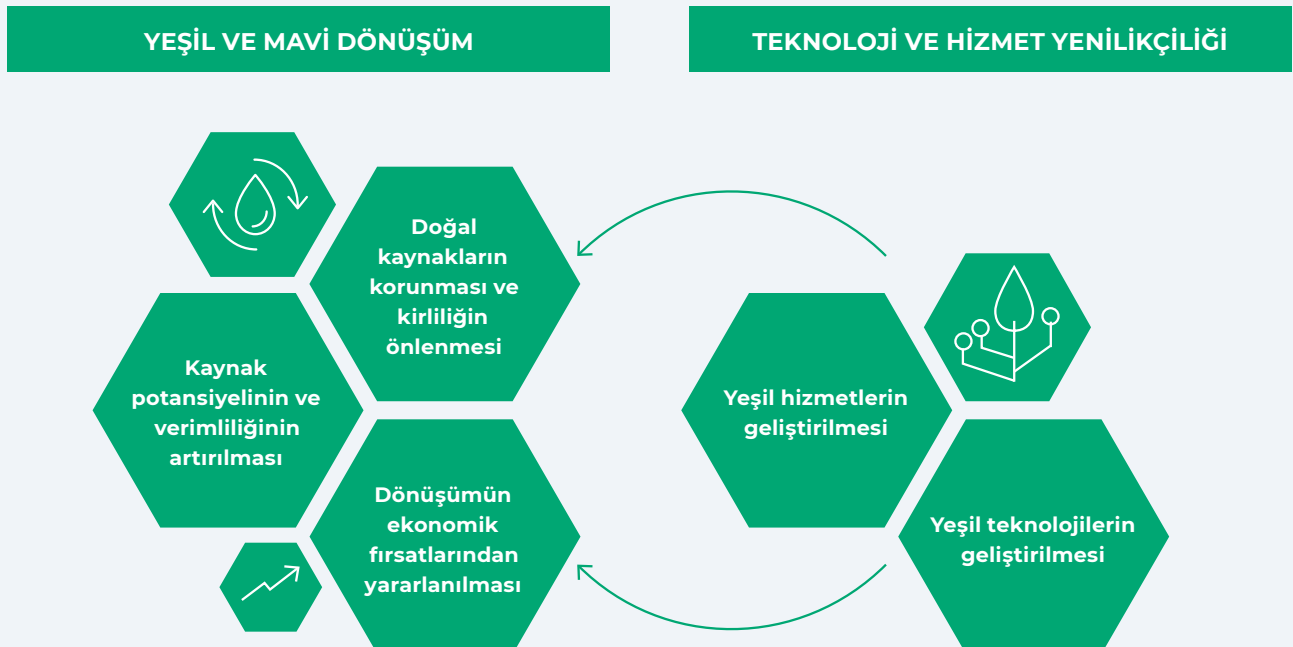 YEŞİL VE MAVİ DÖNÜŞÜM
TEKNOLOJİ VE HİZMET YENİLİKÇİLİĞİ
Doğal
kaynakların
korunması ve
kirliliğin
önlenmesi
Kaynak
potansiyelinin ve
verimliliğinin
artırılması
Dönüşümün
ekonomik
fırsatlarından
yararlanılması
Yeşil hizmetlerin
geliştirilmesi
Yeşil teknolojilerin
geliştirilmesi